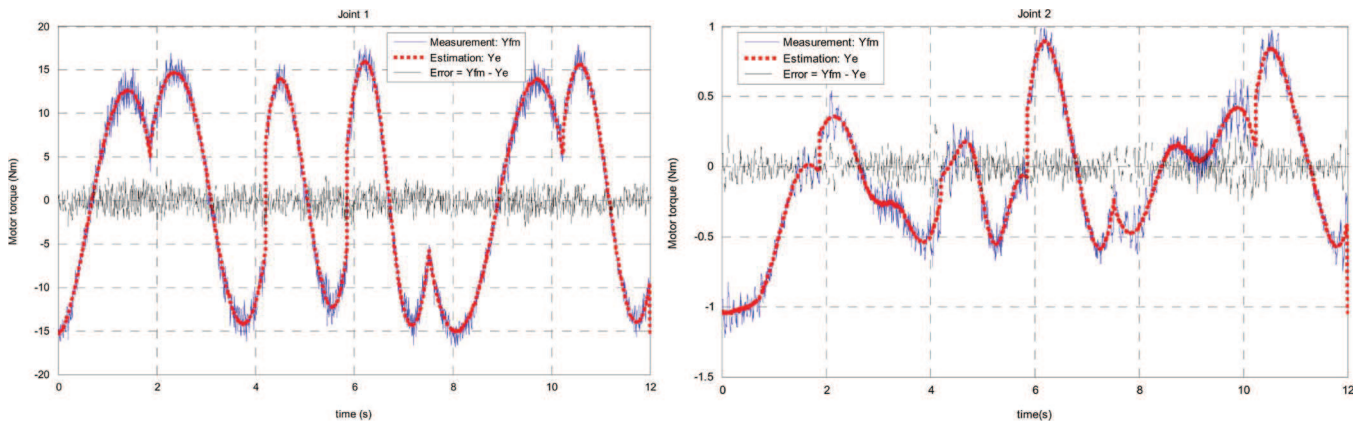 Joint 1
Measurement: Yfm
Estimation: Ye
Error = Yfm - Ye
Motor torque (Nm)
20
15
10
5
0
-5
-10
-15
-20
0 2 4 6 8 10 12
time (s)
Joint 2
Measurement: Yfm
Estimation: Ye
Error = Yfm - Ye
Motor torque (Nm)
1
0.5
0
-0.5
-1
-1.5
0 2 4 6 8 10 12
time(s)